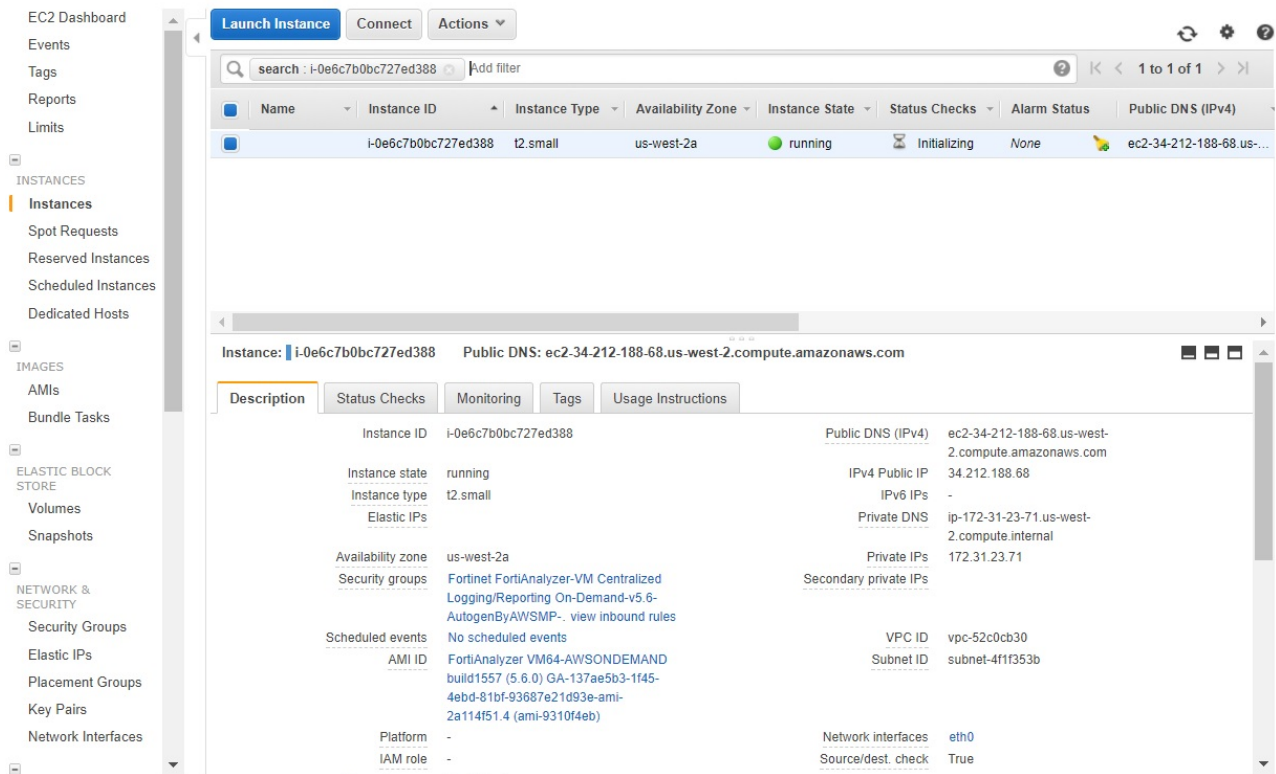 EC2 Dashboard
Events
Tags
Reports
Limits
INSTANCES
Instances
Spot Requests
Reserved Instances
Scheduled Instances
Dedicated Hosts
IMAGES
AMIs
Bundle Tasks
ELASTIC BLOCK
STORE
Volumes
Snapshots
NETWORK &
SECURITY
Security Groups
Elastic IPs
Placement Groups
Key Pairs
Network Interfaces
Launch Instance Connect Actions
search : i-0e6c7b0bc727ed388 Add filter 1 to 1 of 1
Name Instance ID Instance Type Availability Zone Instance State Status Checks Alarm Status Public DNS (IPv4)
i-0e6c7b0bc727ed388 t2.small us-west-2a running Initializing None ec2-34-212-188-68.us-...
Instance: i-0e6c7b0bc727ed388 Public DNS: ec2-34-212-188-68.us-west-2.compute.amazonaws.com
Description Status Checks Monitoring Tags Usage Instructions
Instance ID i-0e6c7b0bc727ed388
Instance state running
Instance type t2.small
Elastic IPs
Availability zone us-west-2a
Security groups Fortinet FortiAnalyzer-VM Centralized
Logging/Reporting On-Demand-v5.6-
AutogenByAWSMP-. view inbound rules
Scheduled events No scheduled events
AMI ID FortiAnalyzer VM64-AWSONDEMAND
build1557 (5.6.0) GA-137ae5b3-1f45-
4ebd-81bf-93687e21d93e-ami-
2a114f51.4 (ami-9310f4eb)
Platform -
IAM role -
Public DNS (IPv4) ec2-34-212-188-68.us-west-
2.compute.amazonaws.com
IPv4 Public IP 34.212.188.68
IPv6 IPs -
Private DNS ip-172-31-23-71.us-west-
2.compute.internal
Private IPs 172.31.23.71
Secondary private IPs
VPC ID vpc-52c0cb30
Subnet ID subnet-4f1f353b
Network interfaces eth0
Source/dest. check True